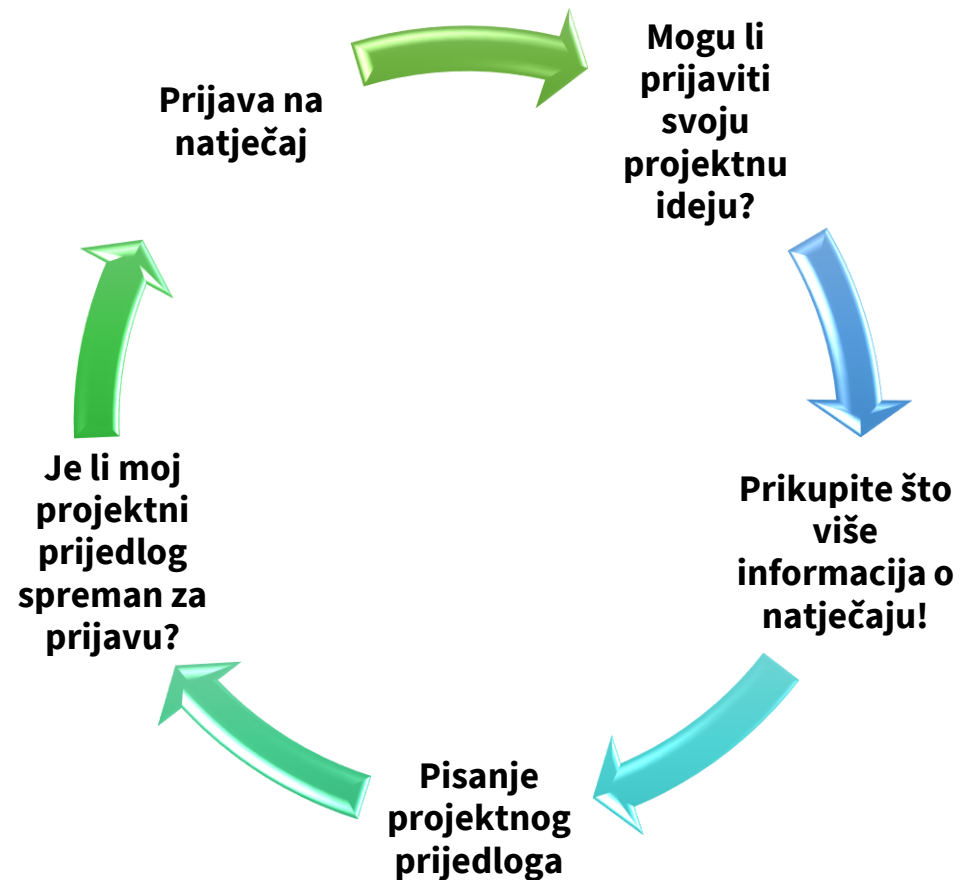 Mogu li
prijaviti
svoju
projektnu
ideju?
Prikupite što
više
informacija o
natječaju!
Pisanje
projektnog
prijedloga
Je li moj
projektni
prijedlog
spreman za
prijavu?
Prijava na
natječaj